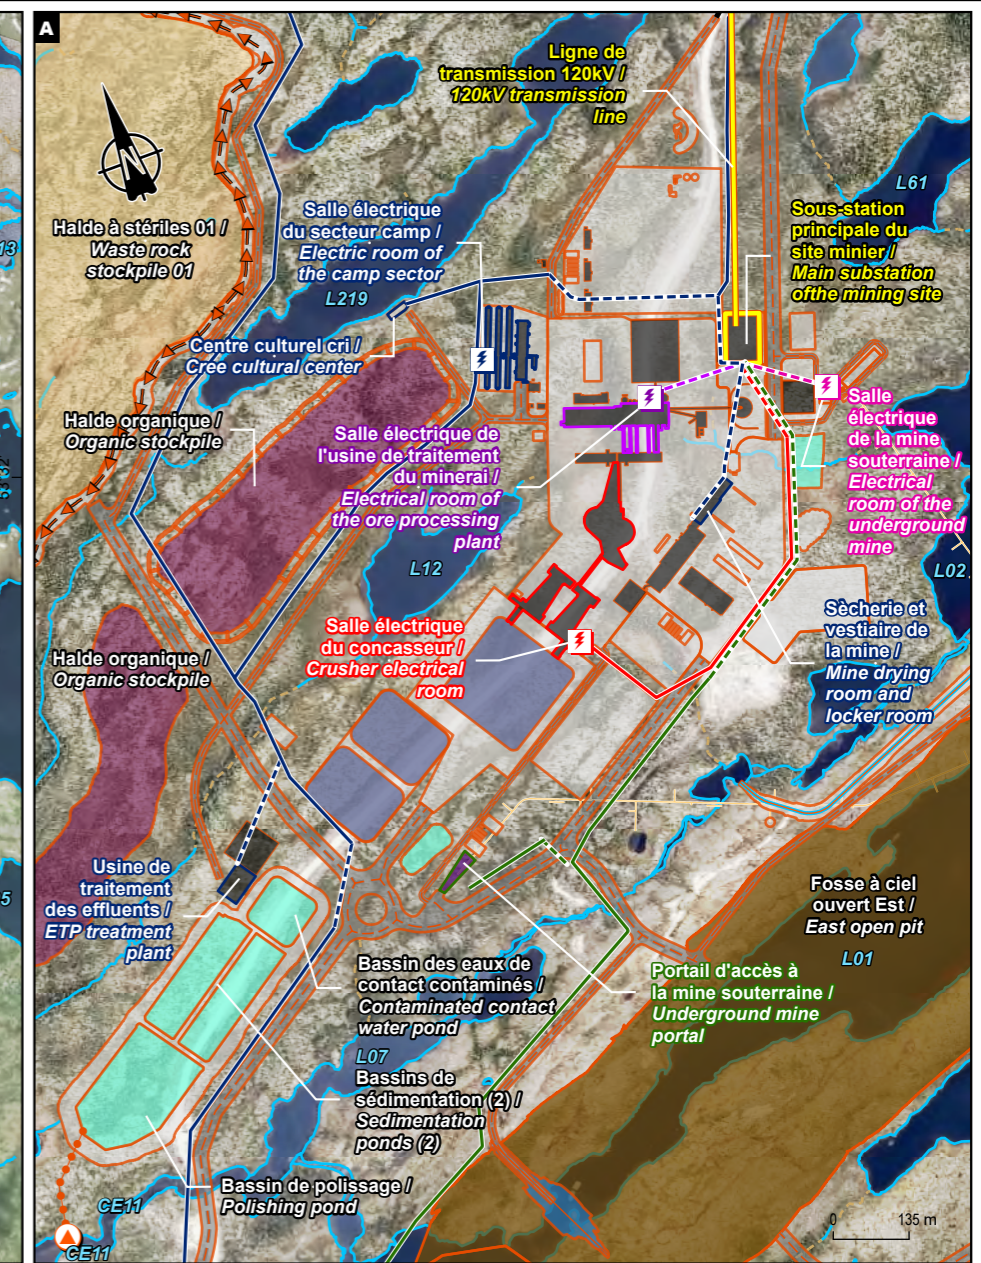 A
N
Ligne de
transmission 120kV /
120kV transmission
line
L61
Halde à stériles 01 /
Waste rock
stockpile 01
13
Salle électrique
du secteur camp /
Electric room of
the camp sector
L219
Sous-station
principale du
site minier /
Main substation
ofthe mining site
Centre culturel cri /
Cree cultural center
Halde organique /
Organic stockpile
Salle électrique de
l'usine de traitement
du minerai /
Electrical room of
the ore processing
plant
Salle
électrique
de la mine
souterraine /
Electrical
room of the
underground
mine
L12
L02
Salle électrique
du concasseur /
Crusher electrical
room
Sècherie et
vestiaire de
la mine /
Mine drying
room and
locker room
Halde organique /
Organic stockpile
Usine de
traitement
des effluents /
ETP treatment
plant
5
Fosse à ciel
ouvert Est /
East open pit
L01
Bassin des eaux de
contact contaminés /
Contaminated contact
water pond
Portail d'accès à
la mine souterraine /
Underground mine
portal
L07
Bassins de
sédimentation (2) /
Sedimentation
ponds (2)
Bassin de polissage /
Polishing pond
CE11
CE11
0 135 m